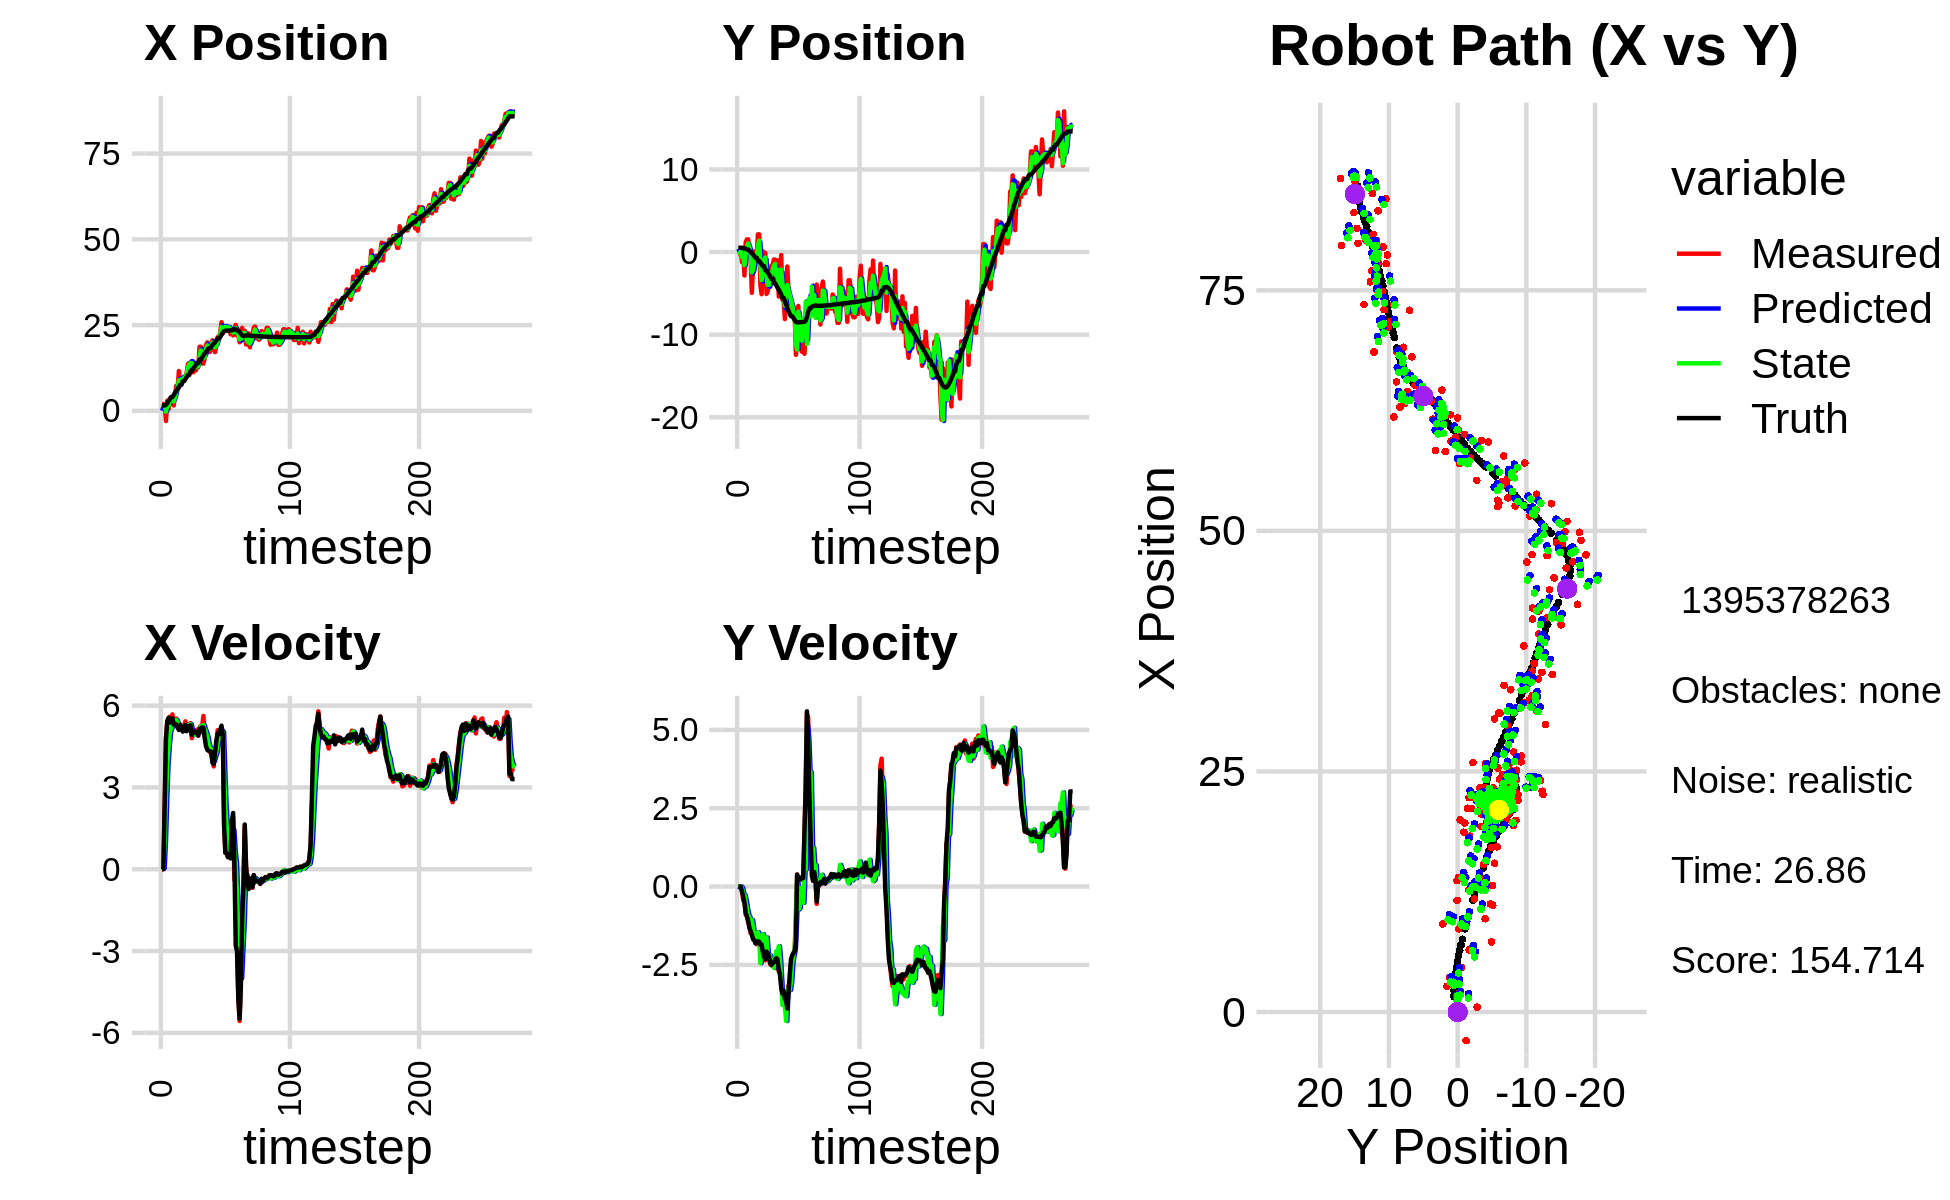 X Position
75
50
25
0
0
100
200
timestep
Y Position
10
0
-10
-20
0
100
200
timestep
X Velocity
6
3
0
-3
-6
0
100
200
timestep
Y Velocity
5.0
2.5
0.0
-2.5
0
100
200
timestep
Robot Path (X vs Y)
X Position
75
50
25
0
20 10 0 -10 -20
Y Position
variable
Measured
Predicted
State
Truth
1395378263
Obstacles: none
Noise: realistic
Time: 26.86
Score: 154.714